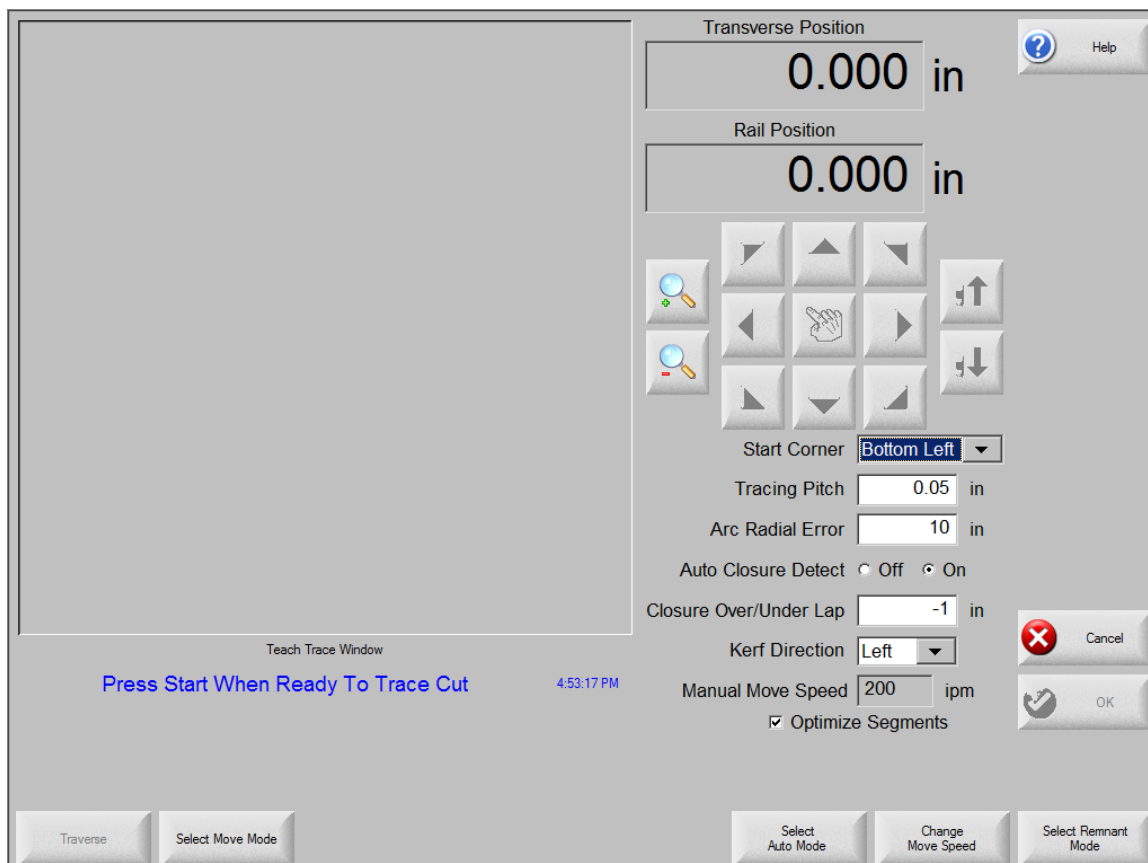 Transverse Position
0.000 in
Rail Position
0.000 in
Help
Start Corner Bottom Left
Tracing Pitch 0.05 in
Arc Radial Error 10 in
Auto Closure Detect Off On
Closure Over/Under Lap -1 in
Kerf Direction Left
Manual Move Speed 200 ipm
Optimize Segments
Teach Trace Window
Press Start When Ready To Trace Cut 4:53:17 PM
Cancel
OK
Traverse
Select Move Mode
Select
Auto Mode
Change
Move Speed
Select Remnant
Mode